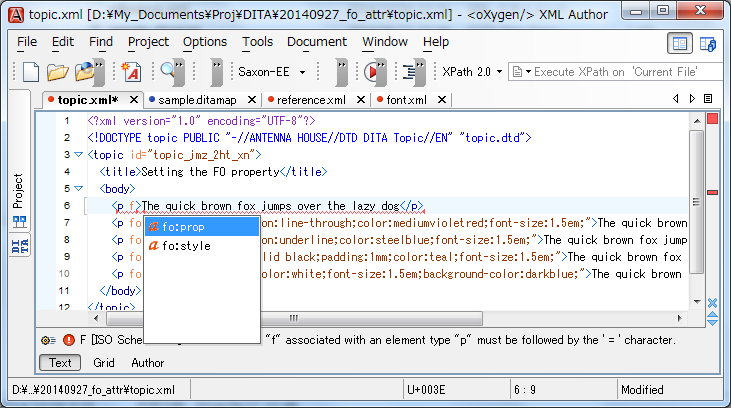 topic.xml [D:¥My_Documents¥Proj¥DITA¥20140927_fo_attr¥topic.xml] - <oXygen/> XML Author
File Edit Find Project Options Tools Document Window Help
Saxon-EE XPath 2.0 Execute XPath on 'Current File'
topic.xml* sample.ditamap reference.xml font.xml
Project
DITA
1 <?xml version="1.0" encoding="UTF-8"?>
2 <!DOCTYPE topic PUBLIC "-//ANTENNA HOUSE//DTD DITA Topic//EN" "topic.dtd">
3 <topic id="topic_jmz_2ht_xn">
4 <title>Setting the FO property</title>
5 <body>
6 <p f>The quick brown fox jumps over the lazy dog</p>
7 <p fo on:line-through;color:mediumvioletred;font-size:1.5em;">The quick brown
8 <p fo on:underline;color:steelblue;font-size:1.5em;">The quick brown fox jump
9 <p fo lid black;padding:1mm;color:teal;font-size:1.5em;">The quick brown fox
10 <p fo color:white;font-size:1.5em;background-color:darkblue;">The quick brown
11 </body>
12 </topic>
fo:prop
fo:style
F [ISO Sche "f" associated with an element type "p" must be followed by the ' = ' character.
Text Grid Author
D:¥...¥20140927_fo_attr¥topic.xml U+003E 6 : 9 Modified